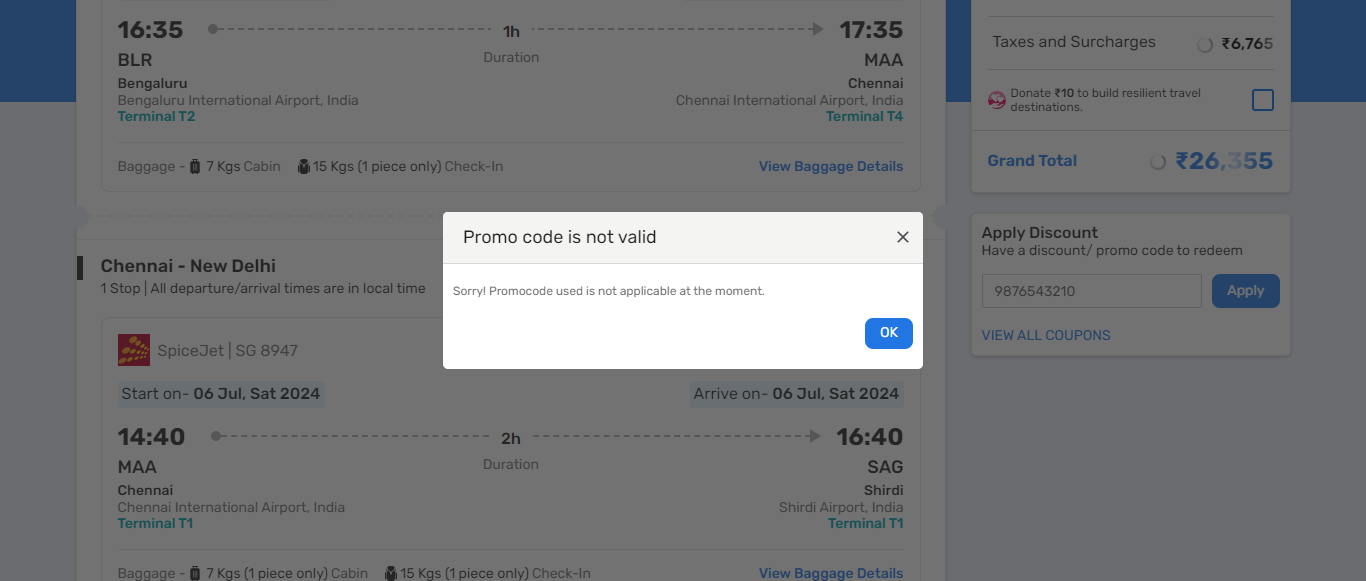 16:35 1h 17:35
BLR Duration MAA
Bengaluru Chennai
Bengaluru International Airport, India Chennai International Airport, India
Terminal T2 Terminal T4
Baggage - 7 Kgs Cabin 15 Kgs (1 piece only) Check-In View Baggage Details
Chennai - New Delhi
1 Stop | All departure/arrival times are in local time
SpiceJet | SG 8947
Start on- 06 Jul, Sat 2024 Arrive on- 06 Jul, Sat 2024
14:40 2h 16:40
MAA Duration SAG
Chennai Shirdi
Chennai International Airport, India Shirdi Airport, India
Terminal T1 Terminal T1
Baggage - 7 Kgs (1 piece only) Cabin 15 Kgs (1 piece only) Check-In View Baggage Details
Promo code is not valid
Sorry! Promocode used is not applicable at the moment.
OK
Taxes and Surcharges ₹6,765
Donate ₹10 to build resilient travel
destinations.
Grand Total ₹26,355
Apply Discount
Have a discount/ promo code to redeem
9876543210 Apply
VIEW ALL COUPONS